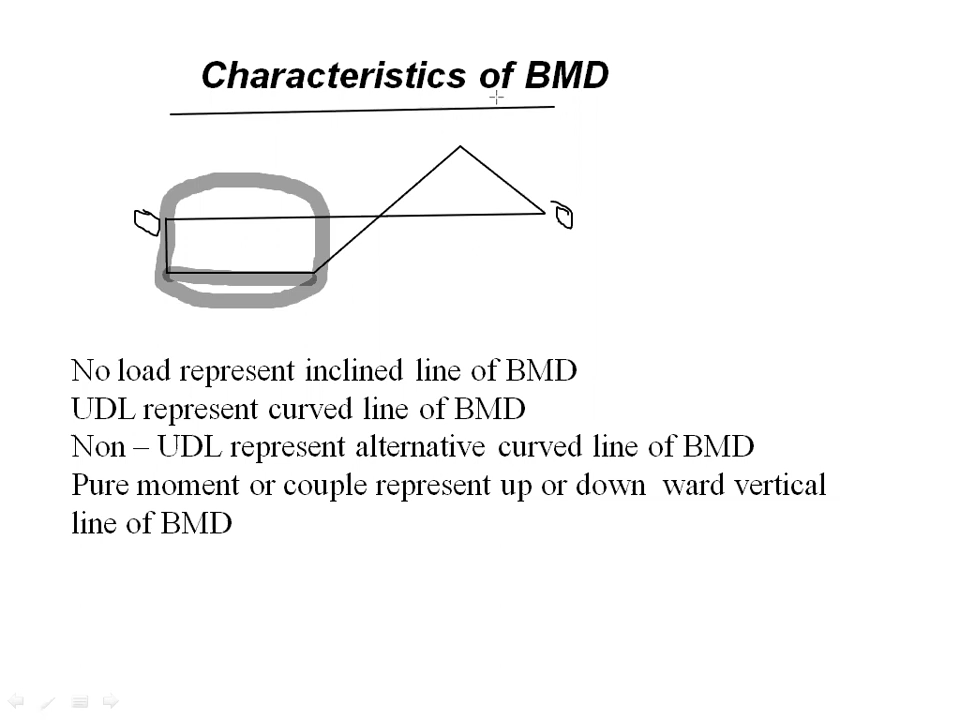 Characteristics of BMD
No load represent inclined line of BMD
UDL represent curved line of BMD
Non – UDL represent alternative curved line of BMD
Pure moment or couple represent up or down ward vertical
line of BMD